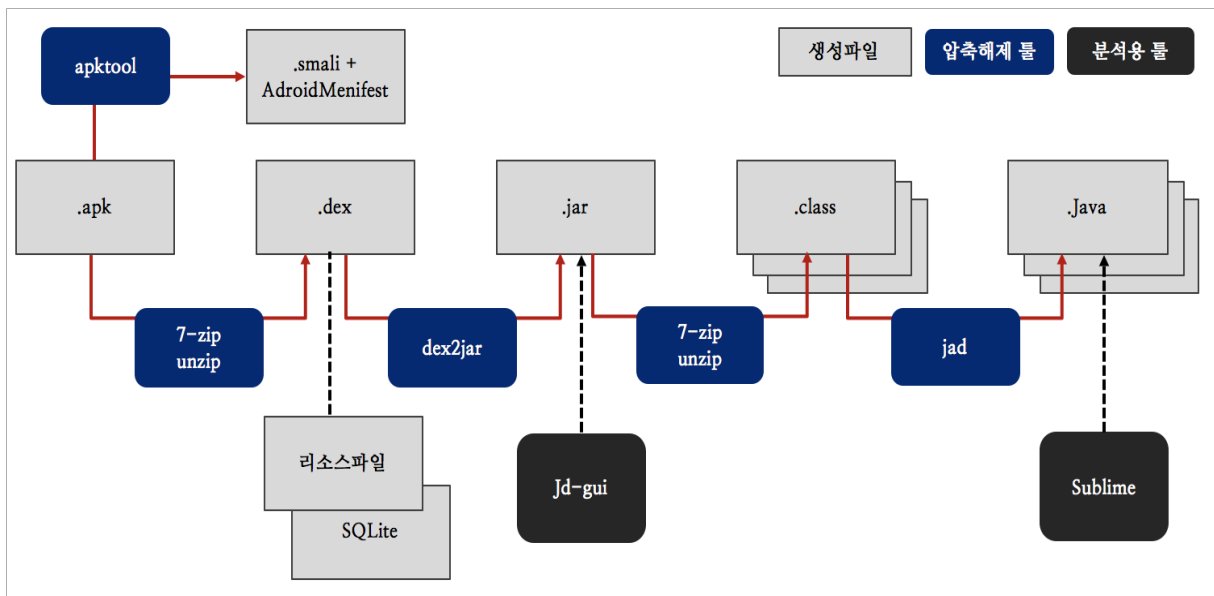 apktool
.smali +
AdroidMenifest
생성파일
압축해제 툴
분석용 툴
.apk
.dex
.jar
.class
.Java
7-zip
unzip
dex2jar
7-zip
unzip
jad
리소스파일
SQLite
Jd-gui
Sublime